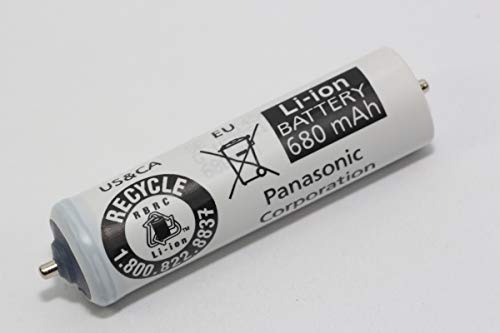 US&CA
RECYCLE
RBRC
Li-ion
1.800.822.8837
EU
Li-ion
BATTERY
680 mAh
Panasonic
Corporation